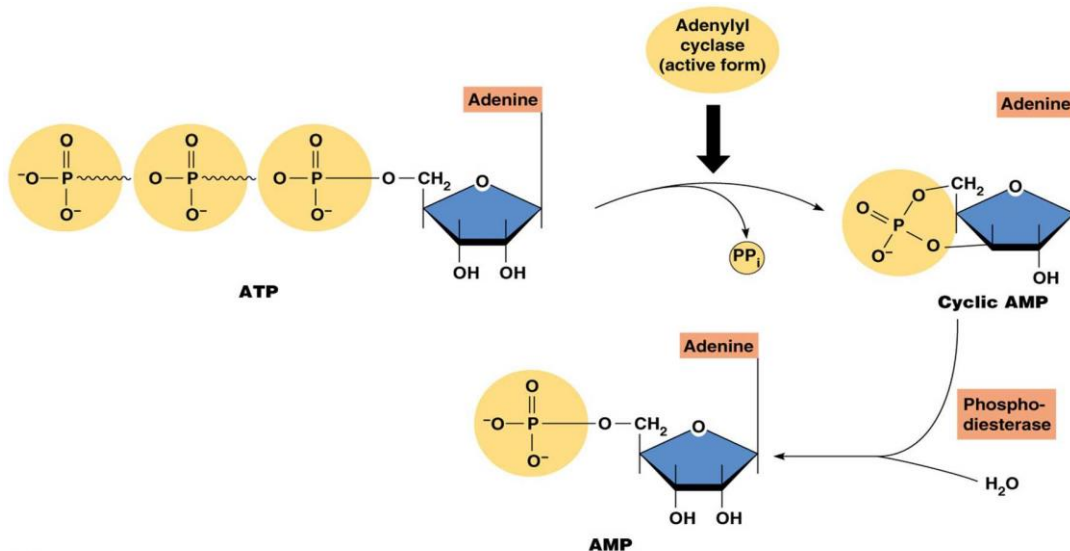 Adenylyl
cyclase
(active form)
Adenine
Adenine
O O O
⁻O—P O—P O—P—O—CH₂ O
O⁻ O⁻ O⁻
OH OH
ATP
PPᵢ
O CH₂ O
O P
O⁻ O
OH
Cyclic AMP
Adenine
Phospho-
diesterase
O
⁻O—P—O—CH₂ O
O⁻
H₂O
OH OH
AMP